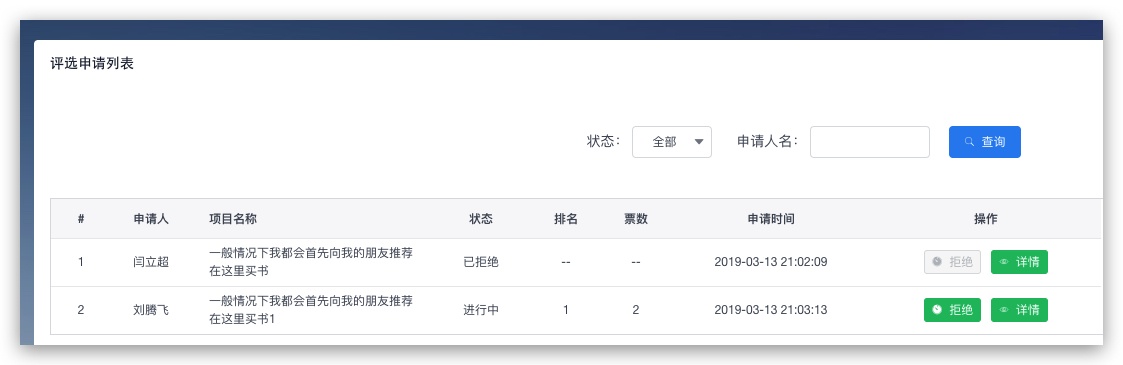 评选申请列表
状态： 全部 申请人名： 查询
# 申请人 项目名称 状态 排名 票数 申请时间 操作
1 闫立超 一般情况下我都会首先向我的朋友推荐 已拒绝 -- -- 2019-03-13 21:02:09 拒绝 详情
在这里买书
2 刘腾飞 一般情况下我都会首先向我的朋友推荐 进行中 1 2 2019-03-13 21:03:13 拒绝 详情
在这里买书1